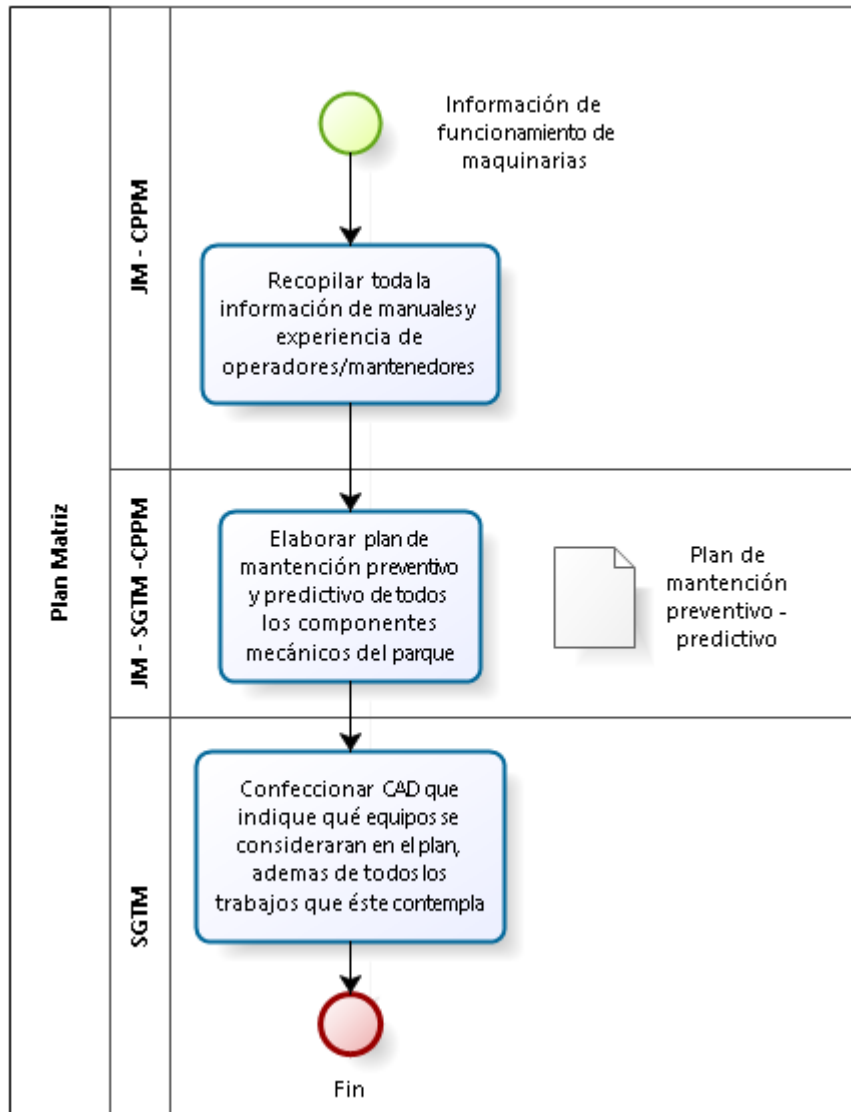 Plan Matriz
JM - CPPM
Información de
funcionamiento de
maquinarias
Recopilar toda la
información de manuales y
experiencia de
operadores/mantenedores
JM - SGTM -CPPM
Elaborar plan de
mantención preventivo
y predictivo de todos
los componentes
mecánicos del parque
Plan de
mantención
preventivo -
predictivo
SGTM
Confeccionar CAD que
indique qué equipos se
consideraran en el plan,
ademas de todos los
trabajos que éste contempla
Fin